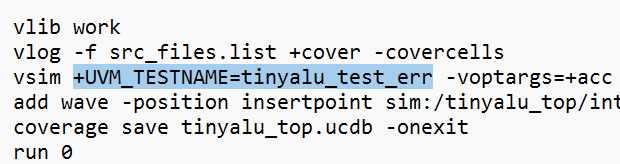 vlib work
vlog -f src_files.list +cover -covercells
vsim +UVM_TESTNAME=tinyalu_test_err -voptargs=+acc
add wave -position insertpoint sim:/tinyalu_top/int
coverage save tinyalu_top.ucdb -onexit
run 0